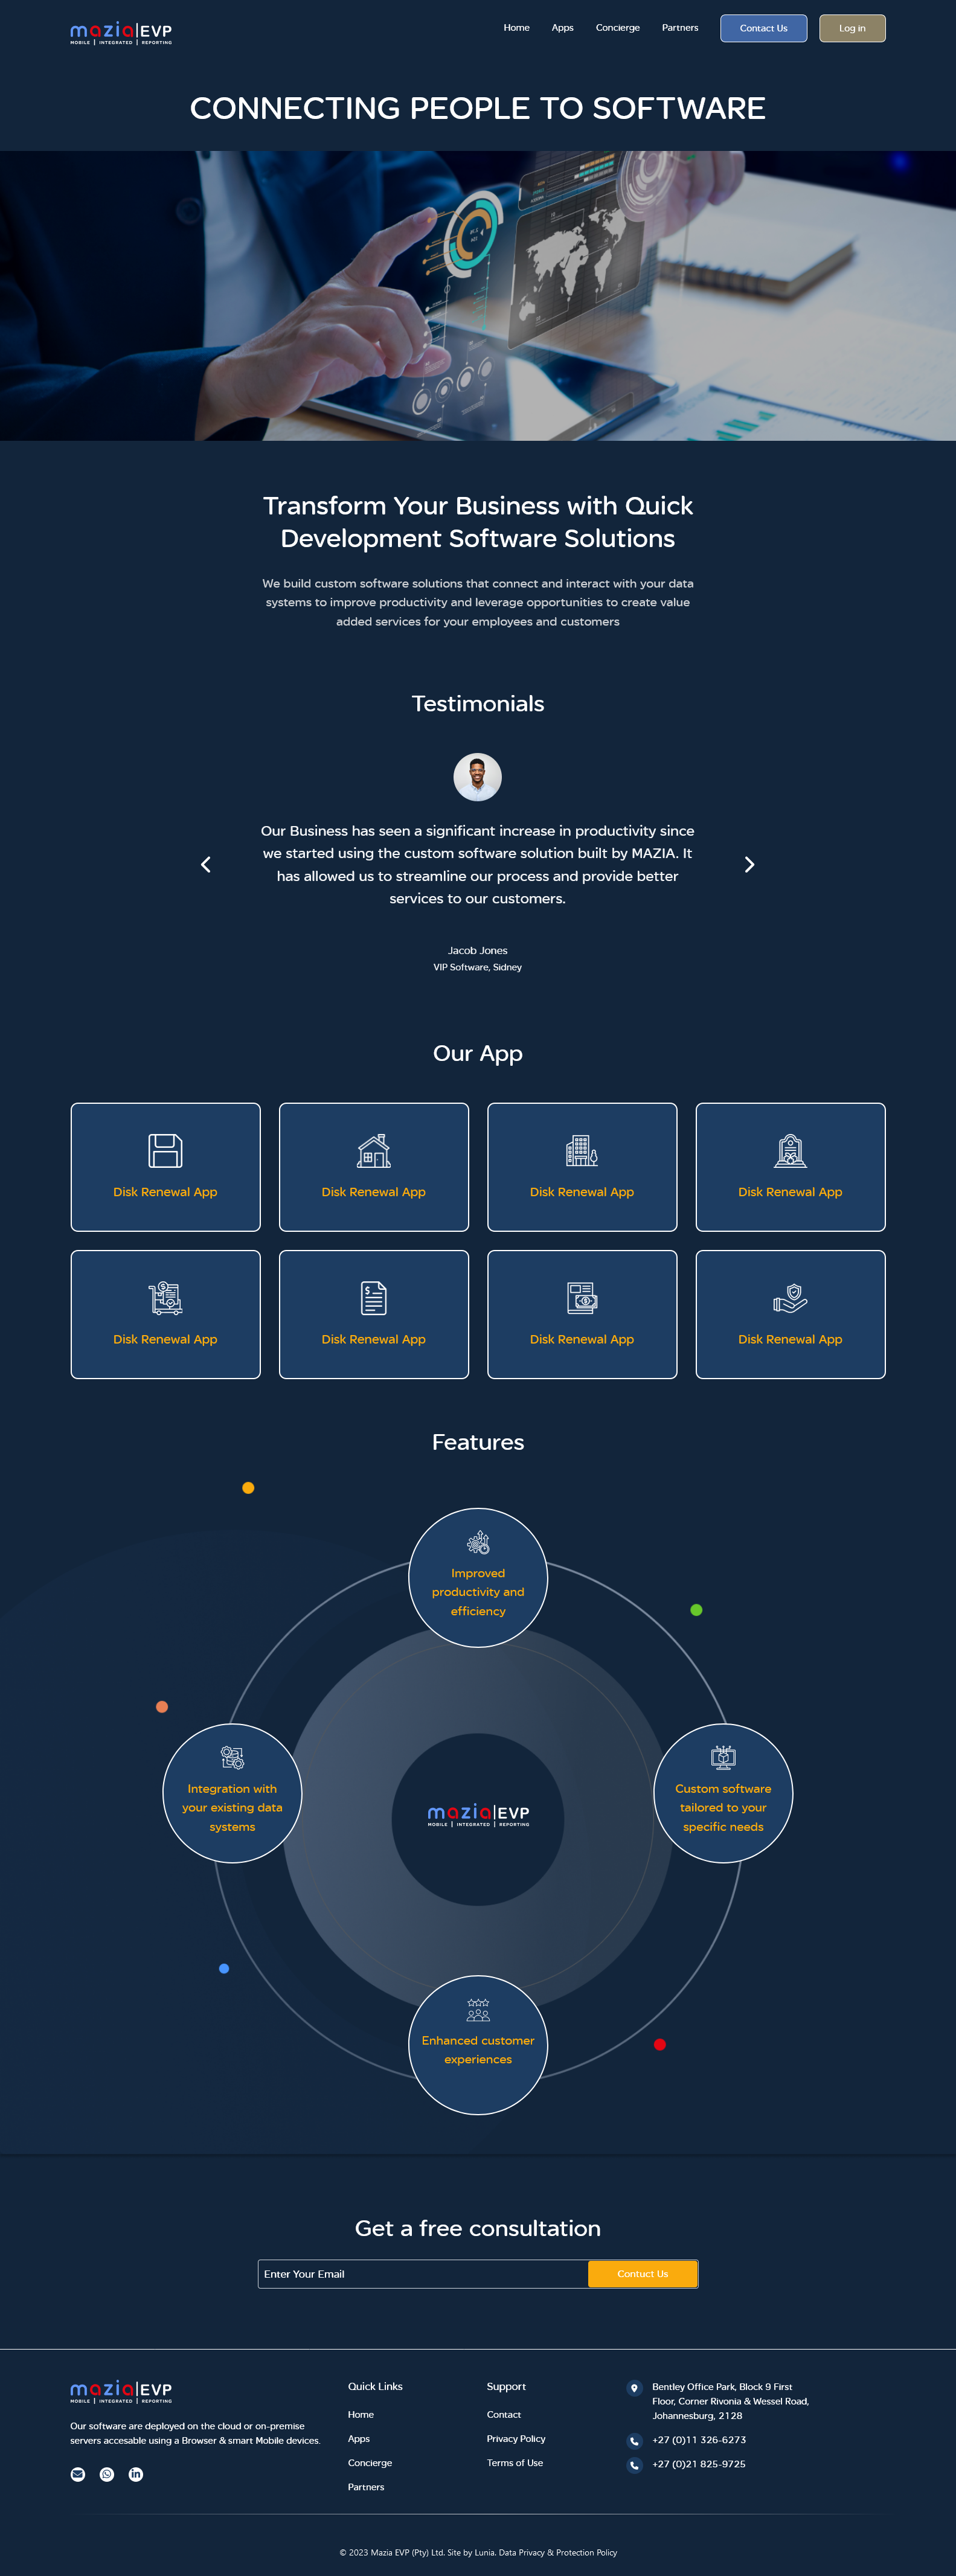 mazia|EVP
MOBILE | INTEGRATED | REPORTING
Home
Apps
Concierge
Partners
Contact Us
Log in
CONNECTING PEOPLE TO SOFTWARE
Transform Your Business with Quick
Development Software Solutions
We build custom software solutions that connect and interact with your data
systems to improve productivity and leverage opportunities to create value
added services for your employees and customers
Testimonials
Our Business has seen a significant increase in productivity since
we started using the custom software solution built by MAZIA. It
has allowed us to streamline our process and provide better
services to our customers.
Jacob Jones
VIP Software, Sidney
Our App
Disk Renewal App
Disk Renewal App
Disk Renewal App
Disk Renewal App
Disk Renewal App
Disk Renewal App
Disk Renewal App
Disk Renewal App
Features
Improved
productivity and
efficiency
Integration with
your existing data
systems
mazia|EVP
MOBILE | INTEGRATED | REPORTING
Custom software
tailored to your
specific needs
Enhanced customer
experiences
Get a free consultation
Enter Your Email
Contuct Us
mazia|EVP
MOBILE | INTEGRATED | REPORTING
Our software are deployed on the cloud or on-premise
servers accesable using a Browser & smart Mobile devices.
Quick Links
Home
Apps
Concierge
Partners
Support
Contact
Privacy Policy
Terms of Use
Bentley Office Park, Block 9 First
Floor, Corner Rivonia & Wessel Road,
Johannesburg, 2128
+27 (0)11 326-6273
+27 (0)21 825-9725
© 2023 Mazia EVP (Pty) Ltd. Site by Lunia. Data Privacy & Protection Policy